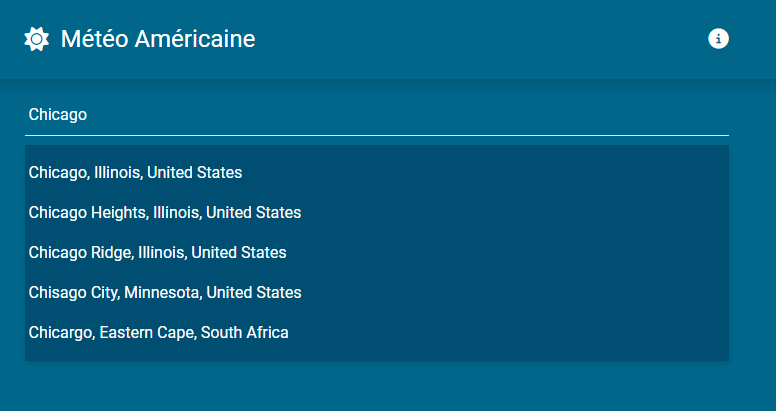 Météo Américaine
Chicago
Chicago, Illinois, United States
Chicago Heights, Illinois, United States
Chicago Ridge, Illinois, United States
Chisago City, Minnesota, United States
Chicargo, Eastern Cape, South Africa